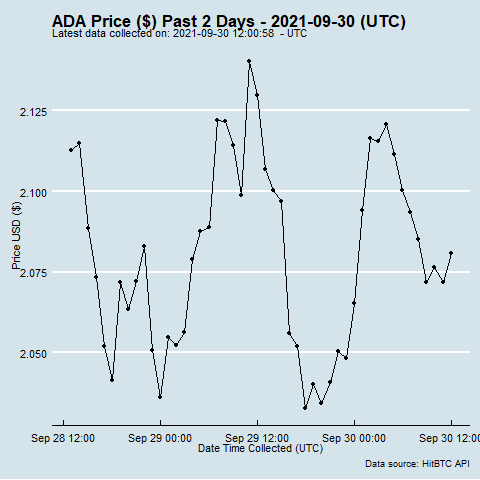 ADA Price ($) Past 2 Days - 2021-09-30 (UTC)
Latest data collected on: 2021-09-30 12:00:58 - UTC
2.125
2.100
2.075
2.050
Price USD ($)
Sep 28 12:00 Sep 29 00:00 Sep 29 12:00 Sep 30 00:00 Sep 30 12:00
Date Time Collected (UTC)
Data source: HitBTC API